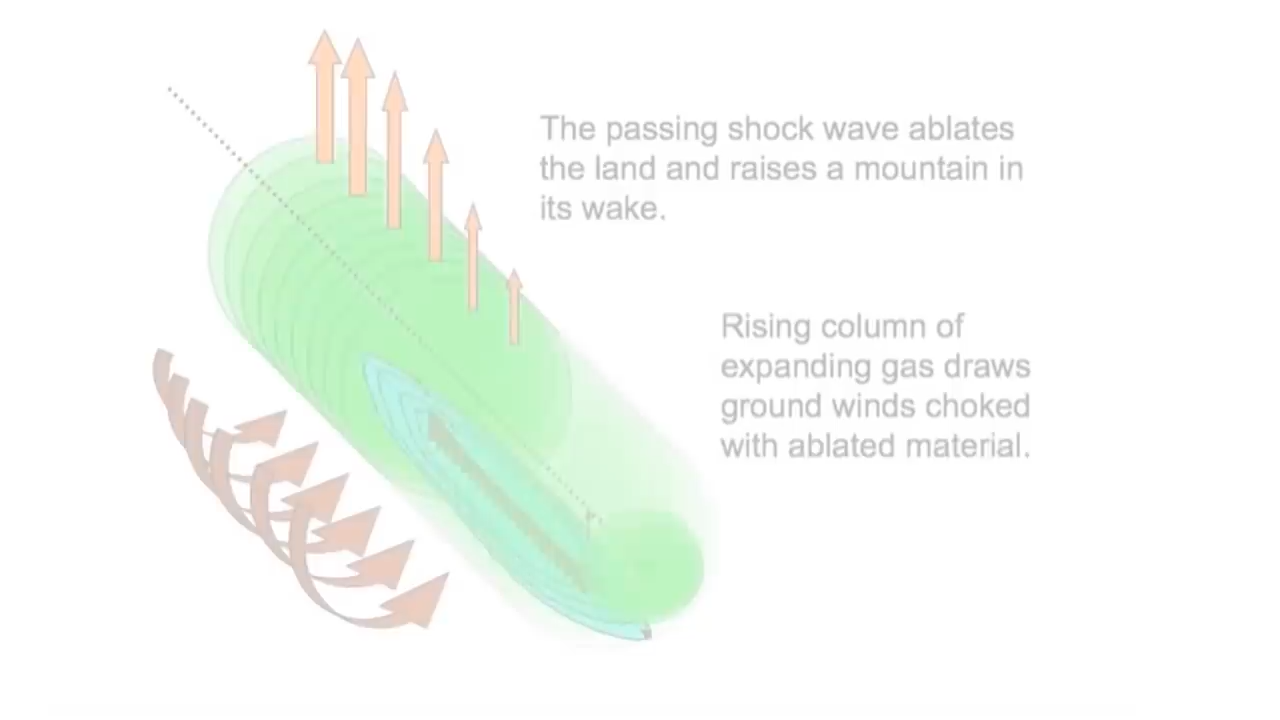 The passing shock wave ablates
the land and raises a mountain in
its wake.
Rising column of
expanding gas draws
ground winds choked
with ablated material.